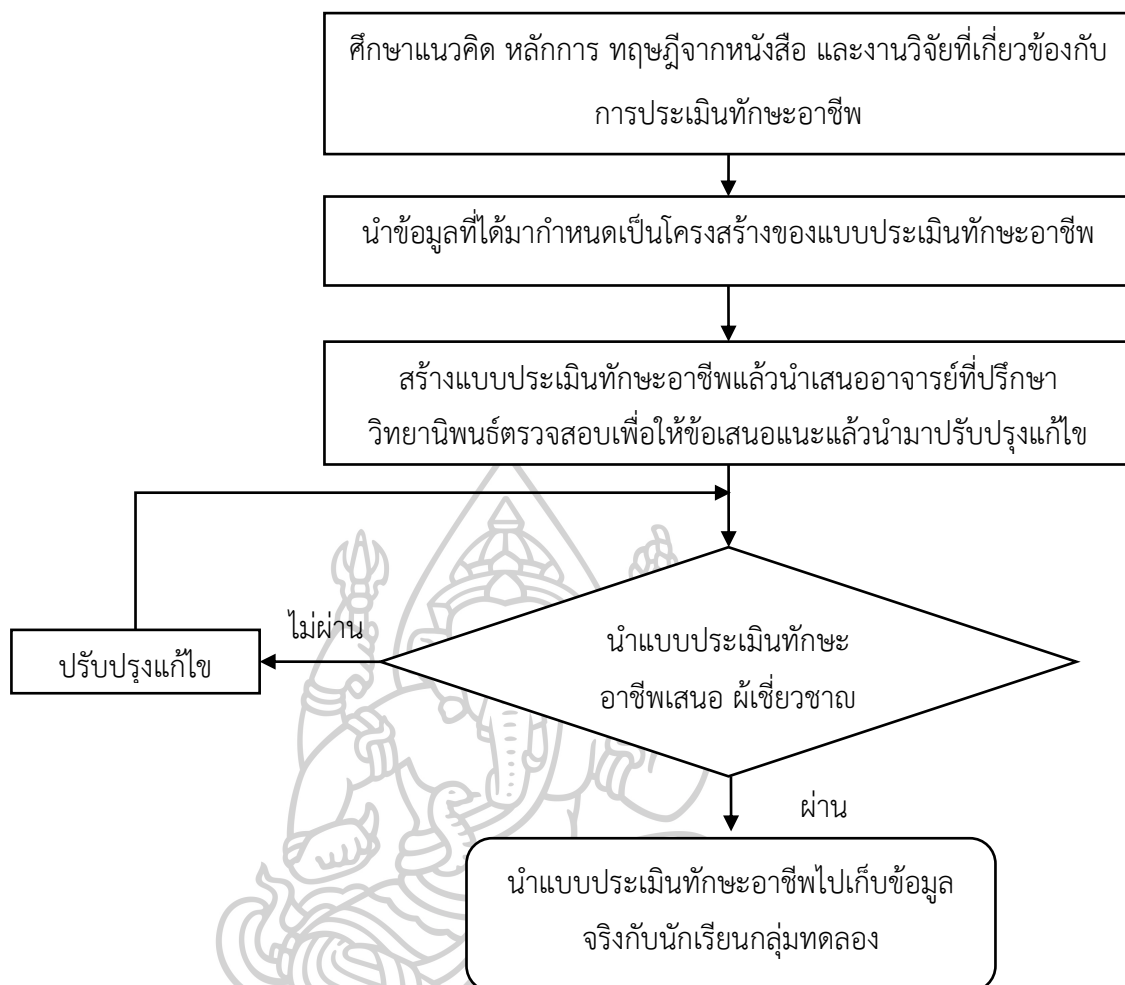 ศึกษาแนวคิด หลักการ ทฤษฎีจากหนังสือ และงานวิจัยที่เกี่ยวข้องกับ
การประเมินทักษะอาชีพ
นำข้อมูลที่ได้มากำหนดเป็นโครงสร้างของแบบประเมินทักษะอาชีพ
สร้างแบบประเมินทักษะอาชีพแล้วนำเสนออาจารย์ที่ปรึกษา
วิทยานิพนธ์ตรวจสอบเพื่อให้ข้อเสนอแนะแล้วนำมาปรับปรุงแก้ไข
ไม่ผ่าน
ปรับปรุงแก้ไข
นำแบบประเมินทักษะ
อาชีพเสนอ ผู้เชี่ยวชาญ
ผ่าน
นำแบบประเมินทักษะอาชีพไปเก็บข้อมูล
จริงกับนักเรียนกลุ่มทดลอง